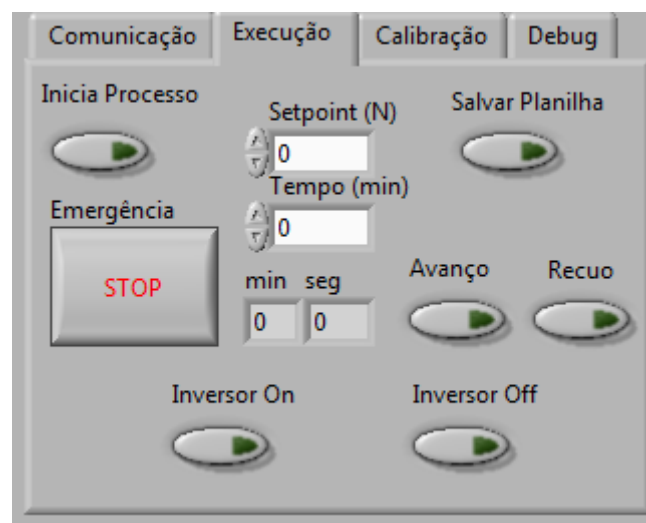 Comunicação Execução Calibração Debug
Inicia Processo
Setpoint (N)
Salvar Planilha
0
Tempo (min)
Emergência
0
STOP
min seg
Avanço
Recuo
0 0
Inversor On
Inversor Off